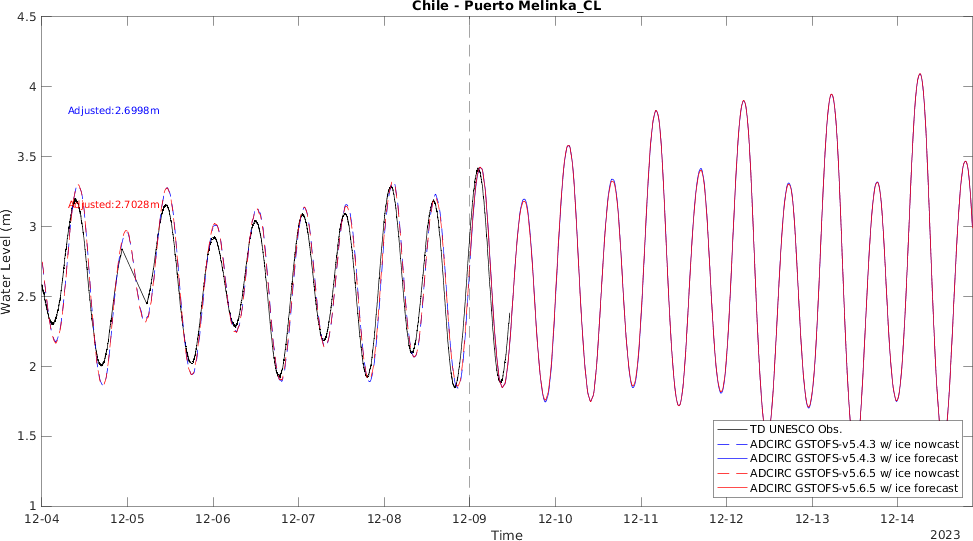 Chile - Puerto Melinka_CL
4.5
4
3.5
3
2.5
2
1.5
1
Water Level (m)
Adjusted:2.6998m
Adjusted:2.7028m
TD UNESCO Obs.
ADCIRC GSTOFS-v5.4.3 w/ ice nowcast
ADCIRC GSTOFS-v5.4.3 w/ ice forecast
ADCIRC GSTOFS-v5.6.5 w/ ice nowcast
ADCIRC GSTOFS-v5.6.5 w/ ice forecast
12-04 12-05 12-06 12-07 12-08 12-09 12-10 12-11 12-12 12-13 12-14
Time
2023